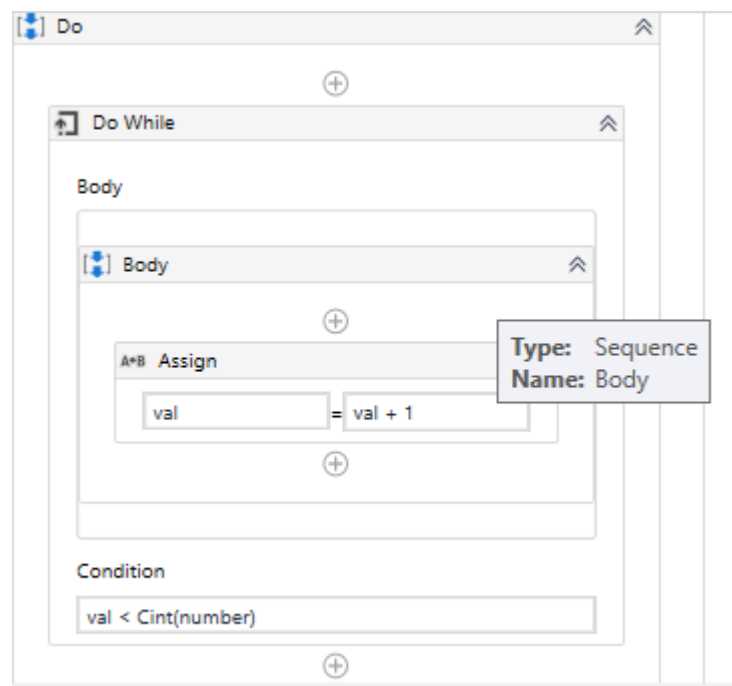 Do
Do While
Body
Body
A+B Assign
val = val + 1
Type: Sequence
Name: Body
Condition
val < Cint(number)